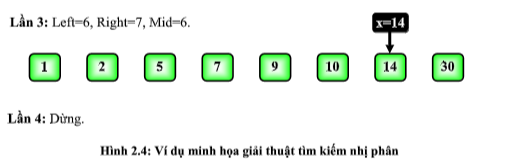 Lần 3: Left=6, Right=7, Mid=6.
x=14
1 2 5 7 9 10 14 30
Lần 4: Dừng.
Hình 2.4: Ví dụ minh họa giải thuật tìm kiếm nhị phân